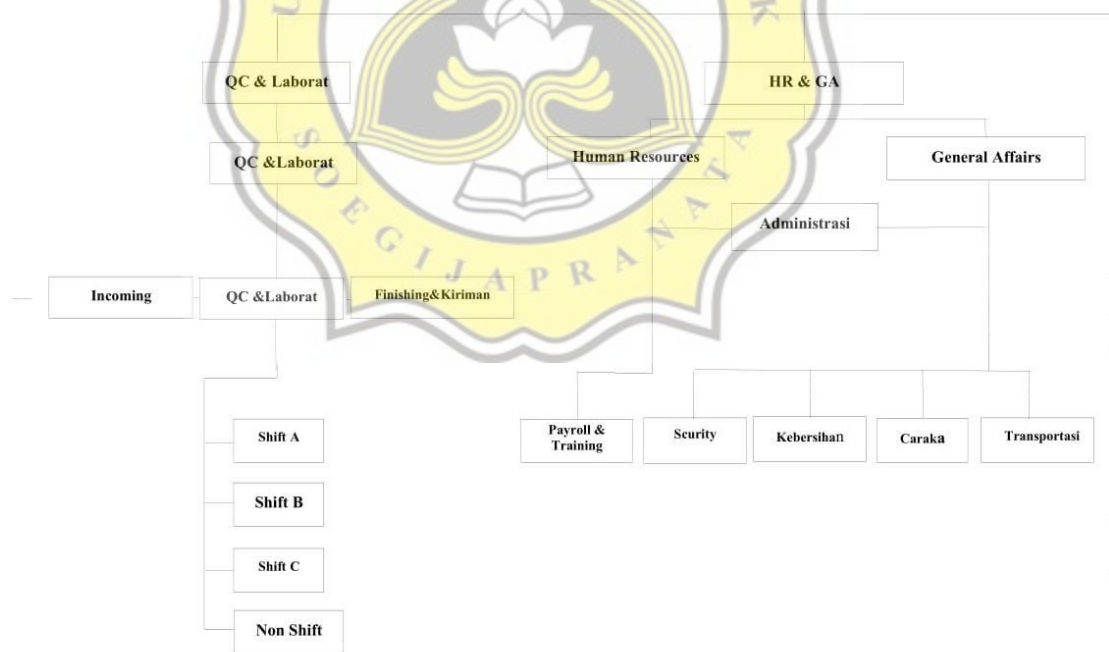 QC & Laborat
HR & GA
QC &Laborat
Human Resources
General Affairs
Administrasi
Incoming
QC &Laborat
Finishing&Kiriman
Payroll &
Training
Scurity
Kebersihan
Caraka
Transportasi
Shift A
Shift B
Shift C
Non Shift
SOEGIJAPRANATA